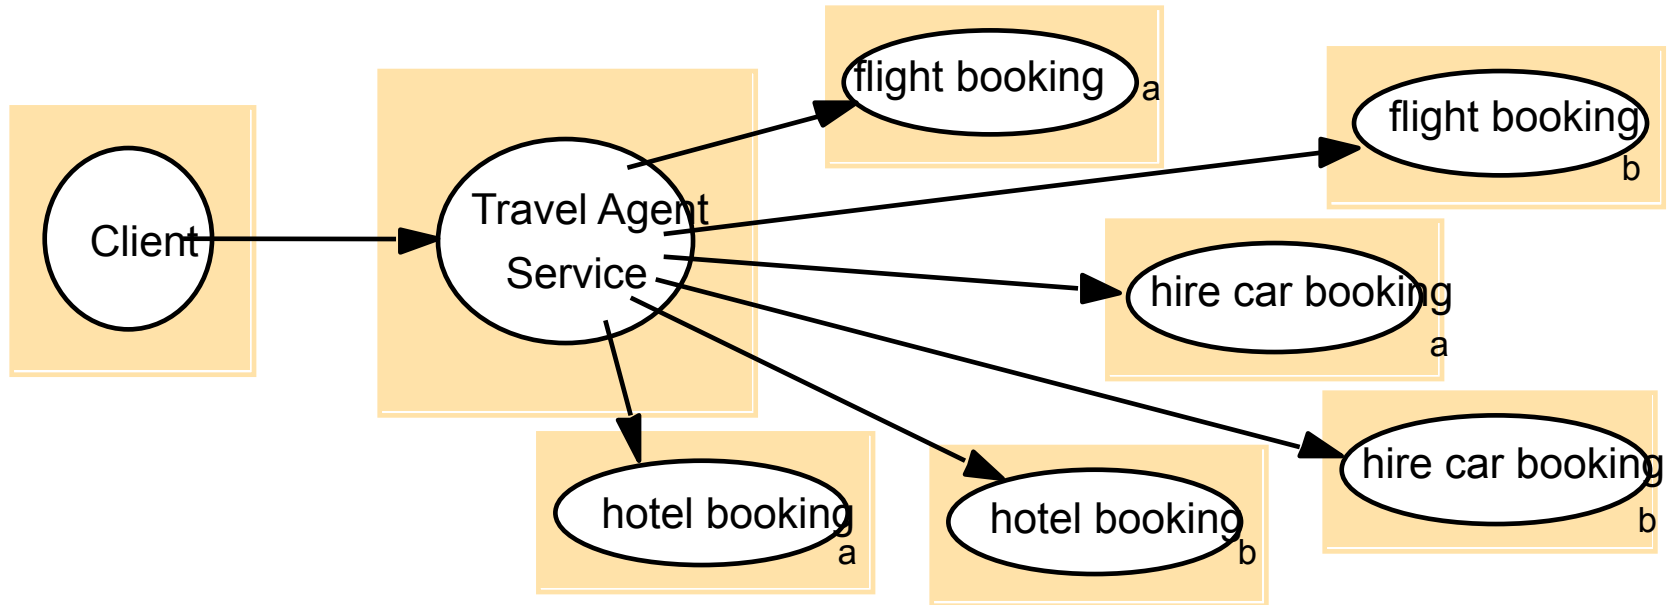 Client
Travel Agent
Service
flight booking
a
flight booking
b
hire car booking
a
hire car booking
b
hotel booking
a
hotel booking
b